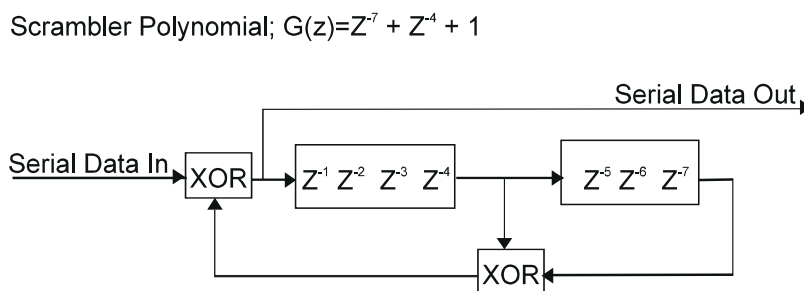 Scrambler Polynomial; G(z)=Z⁻⁷ + Z⁻⁴ + 1
Serial Data Out
Serial Data In
XOR
Z⁻¹ Z⁻² Z⁻³ Z⁻⁴
Z⁻⁵ Z⁻⁶ Z⁻⁷
XOR